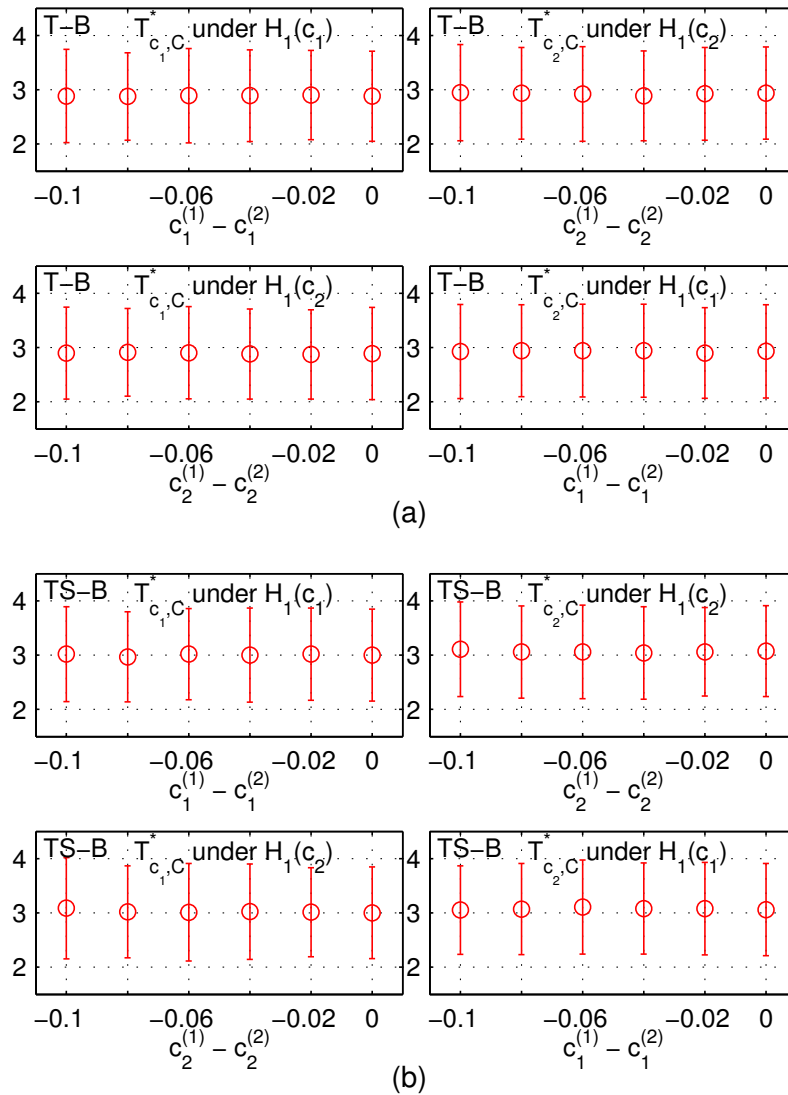 T−B T*c1,C under H1(c1)
4
3
2
−0.1 −0.06 −0.02 0
c1(1) − c1(2)
T−B T*c2,C under H1(c2)
4
3
2
−0.1 −0.06 −0.02 0
c2(1) − c2(2)
T−B T*c1,C under H1(c2)
4
3
2
−0.1 −0.06 −0.02 0
c2(1) − c2(2)
T−B T*c2,C under H1(c1)
4
3
2
−0.1 −0.06 −0.02 0
c1(1) − c1(2)
(a)
TS−B T*c1,C under H1(c1)
4
3
2
−0.1 −0.06 −0.02 0
c1(1) − c1(2)
TS−B T*c2,C under H1(c2)
4
3
2
−0.1 −0.06 −0.02 0
c2(1) − c2(2)
TS−B T*c1,C under H1(c2)
4
3
2
−0.1 −0.06 −0.02 0
c2(1) − c2(2)
TS−B T*c2,C under H1(c1)
4
3
2
−0.1 −0.06 −0.02 0
c1(1) − c1(2)
(b)